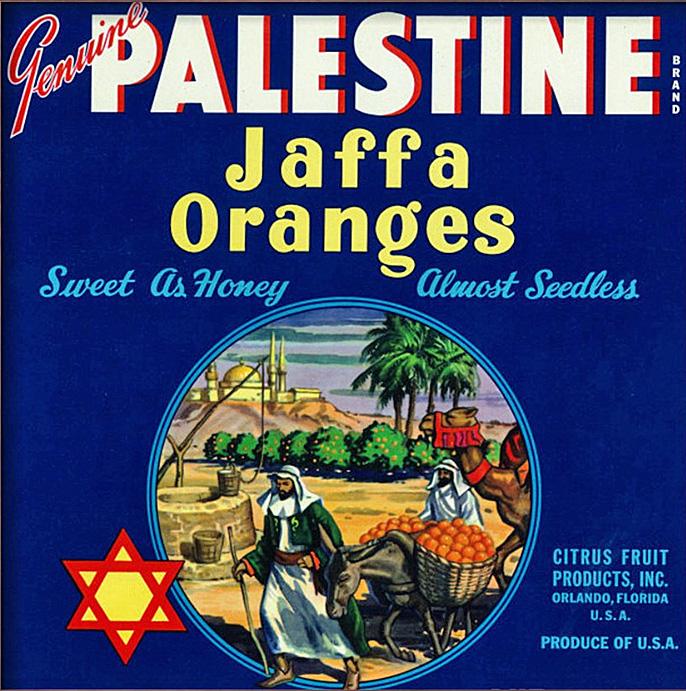 Genuine
PALESTINE
BRAND
Jaffa
Oranges
Sweet As Honey
Almost Seedless
CITRUS FRUIT
PRODUCTS, INC.
ORLANDO, FLORIDA
U.S.A.
PRODUCE OF U.S.A.